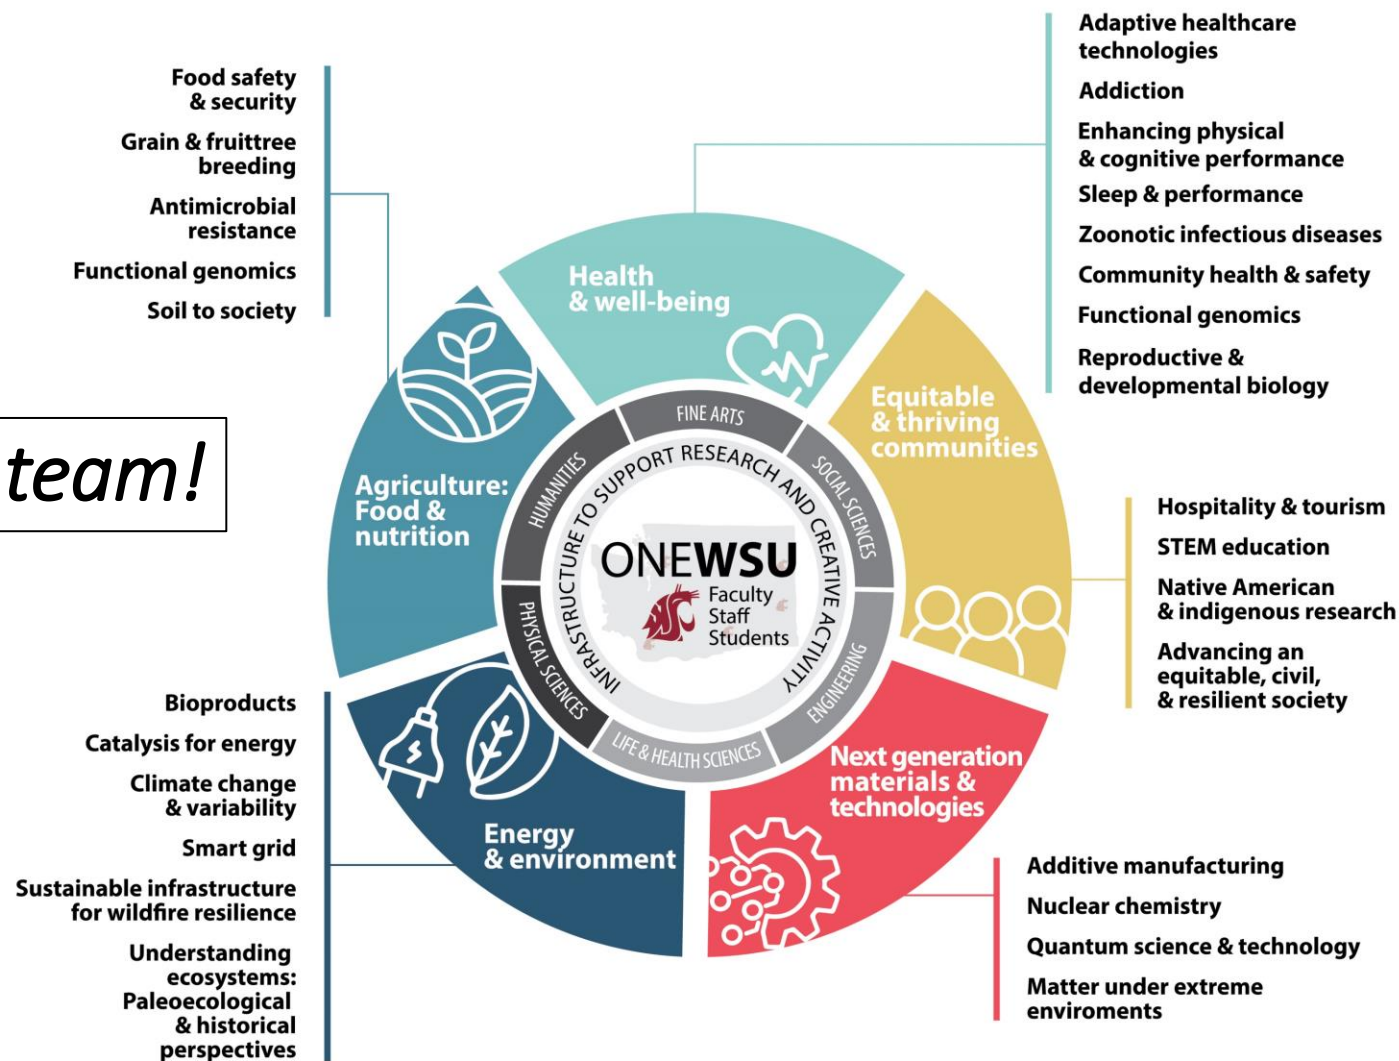 Food safety
& security
Grain & fruittree
breeding
Antimicrobial
resistance
Functional genomics
Soil to society
Adaptive healthcare
technologies
Addiction
Enhancing physical
& cognitive performance
Sleep & performance
Zoonotic infectious diseases
Community health & safety
Functional genomics
Reproductive &
developmental biology
team!
Health
& well-being
Equitable
& thriving
communities
Agriculture:
Food &
nutrition
Energy
& environment
Next generation
materials &
technologies
FINE ARTS
SOCIAL SCIENCES
ENGINEERING
LIFE & HEALTH SCIENCES
PHYSICAL SCIENCES
HUMANITIES
INFRASTRUCTURE TO SUPPORT RESEARCH AND CREATIVE ACTIVITY
ONEWSU
Faculty
Staff
Students
Hospitality & tourism
STEM education
Native American
& indigenous research
Advancing an
equitable, civil,
& resilient society
Bioproducts
Catalysis for energy
Climate change
& variability
Smart grid
Sustainable infrastructure
for wildfire resilience
Understanding
ecosystems:
Paleoecological
& historical
perspectives
Additive manufacturing
Nuclear chemistry
Quantum science & technology
Matter under extreme
enviroments